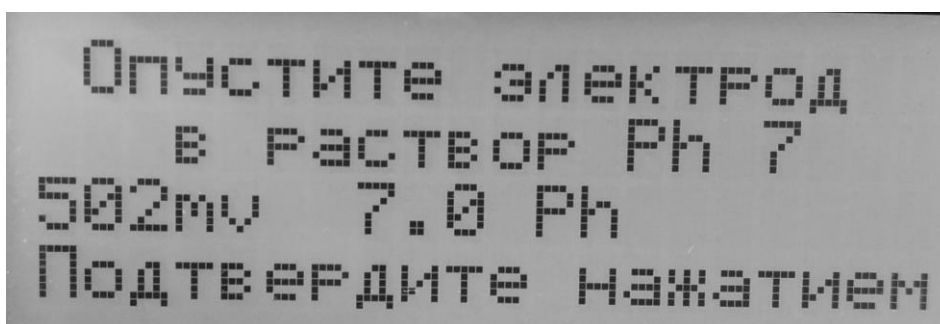 Опустите электрод
в раствор Ph 7
502mv 7.0 Ph
Подтвердите нажатием